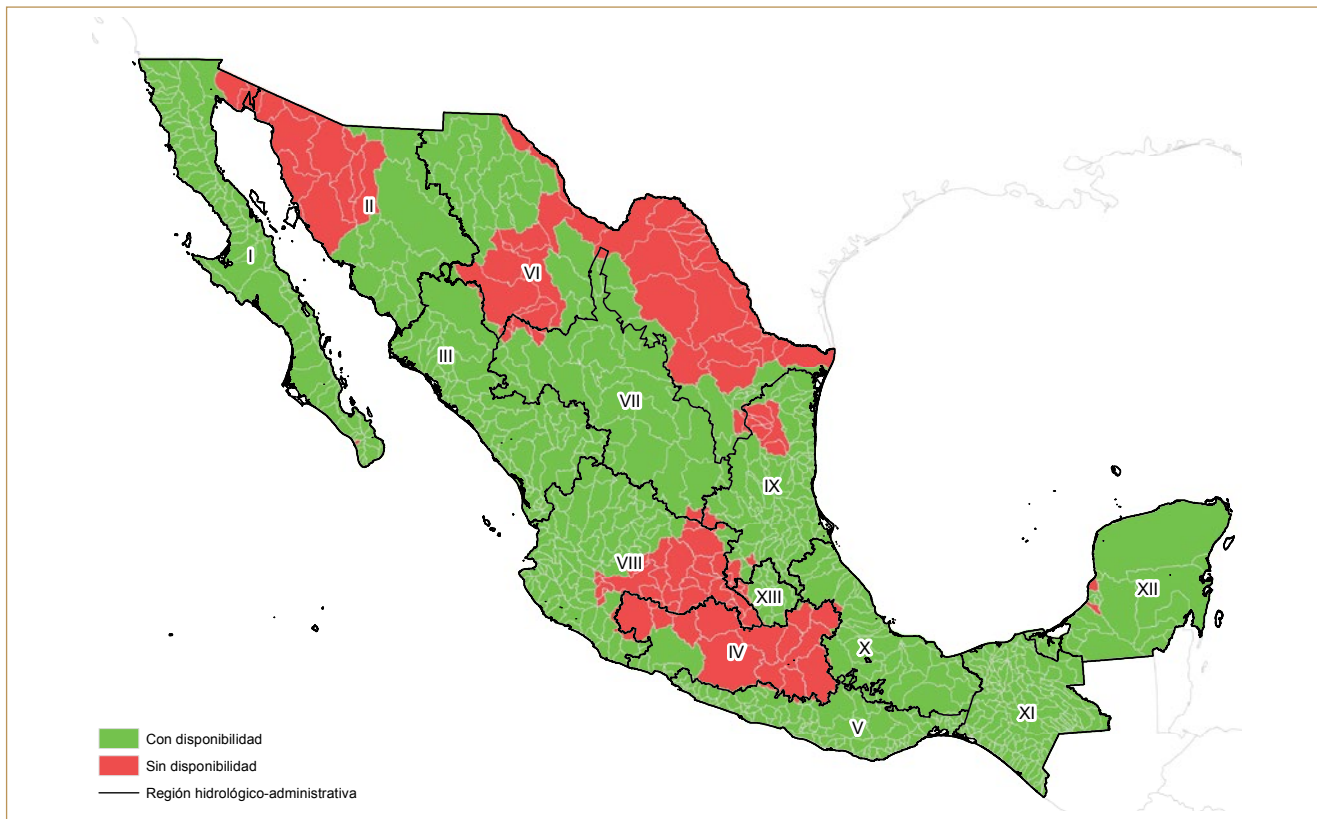 I
II
III
VI
VII
IX
VIII
XIII
IV
X
V
XI
XII
Con disponibilidad
Sin disponibilidad
Región hidrológico-administrativa